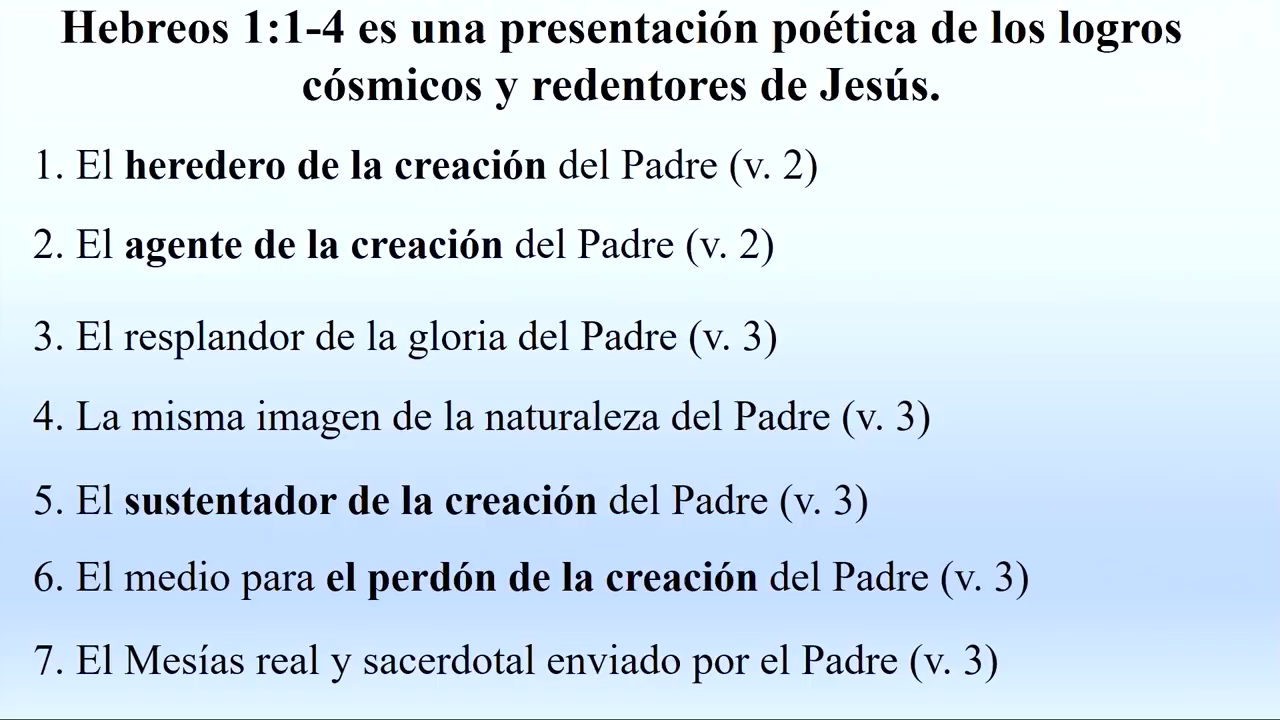 Hebreos 1:1-4 es una presentación poética de los logros
cósmicos y redentores de Jesús.
1. El heredero de la creación del Padre (v. 2)
2. El agente de la creación del Padre (v. 2)
3. El resplandor de la gloria del Padre (v. 3)
4. La misma imagen de la naturaleza del Padre (v. 3)
5. El sustentador de la creación del Padre (v. 3)
6. El medio para el perdón de la creación del Padre (v. 3)
7. El Mesías real y sacerdotal enviado por el Padre (v. 3)